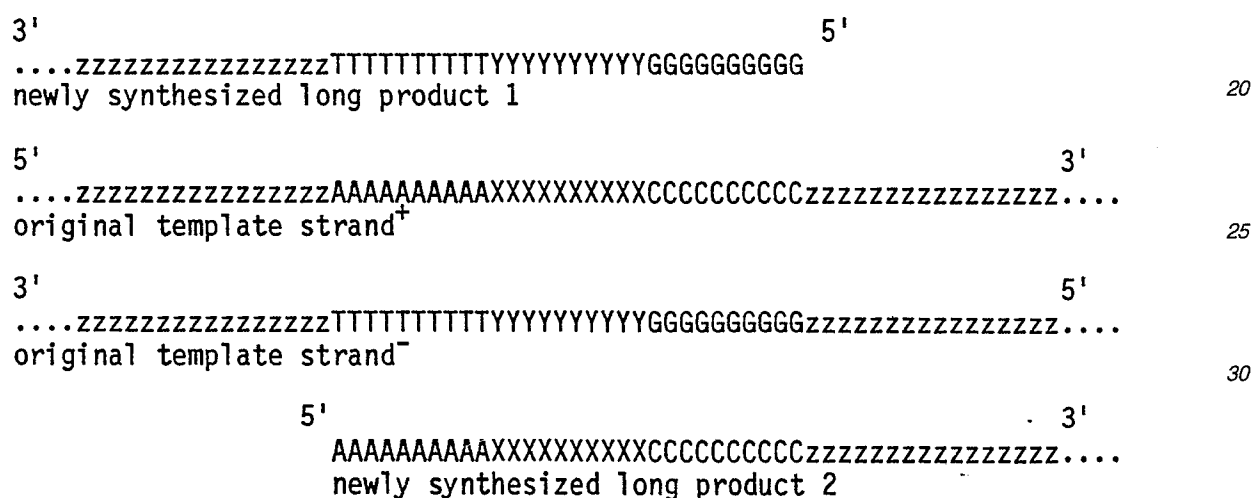 3' 5'
....zzzzzzzzzzzzzzzzTTTTTTTTTTYYYYYYYYYYGGGGGGGGGG
newly synthesized long product 1 20
5' 3'
....zzzzzzzzzzzzzzzzAAAAAAAAAAXXXXXXXXXXCCCCCCCCCCzzzzzzzzzzzzzzzz....
original template strand⁺ 25
3' 5'
....zzzzzzzzzzzzzzzzTTTTTTTTTTYYYYYYYYYYGGGGGGGGGGzzzzzzzzzzzzzzzz....
original template strand⁻
30
5' 3'
AAAAAAAAAAXXXXXXXXXXCCCCCCCCCCzzzzzzzzzzzzzzzz....
newly synthesized long product 2